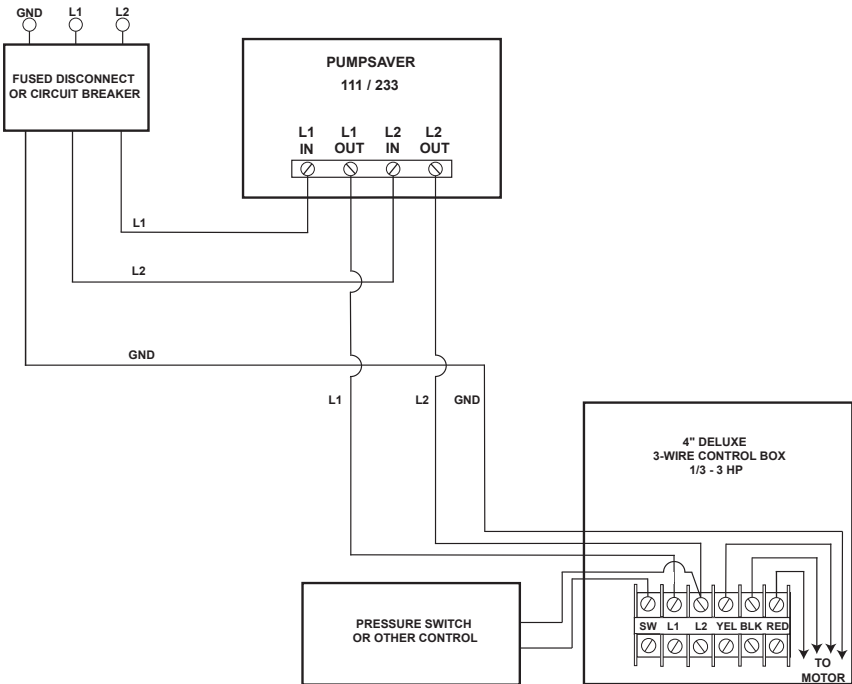 GND L1 L2
FUSED DISCONNECT
OR CIRCUIT BREAKER
PUMPSAVER
111 / 233
L1 L1 L2 L2
IN OUT IN OUT
L1
L2
GND
L1 L2 GND
4" DELUXE
3-WIRE CONTROL BOX
1/3 - 3 HP
PRESSURE SWITCH
OR OTHER CONTROL
SW L1 L2 YEL BLK RED
TO
MOTOR